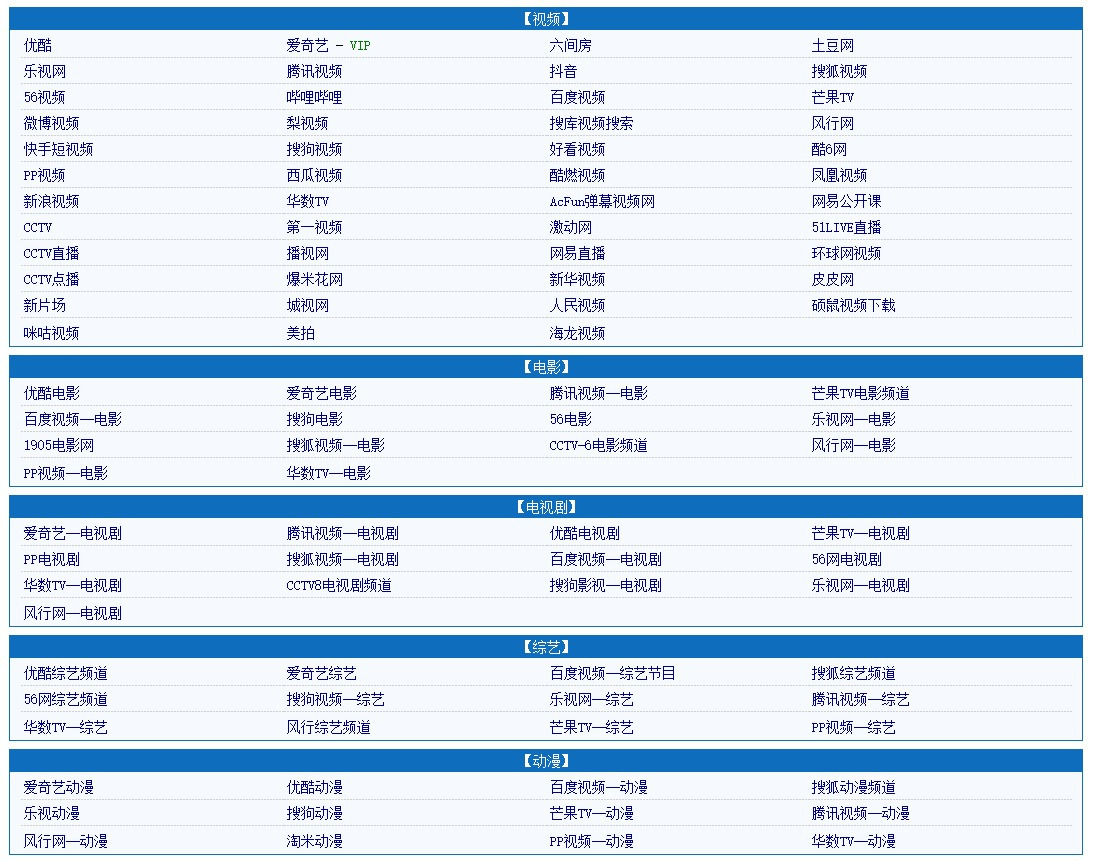 【视频】
优酷 爱奇艺 - VIP 六间房 土豆网
乐视网 腾讯视频 抖音 搜狐视频
56视频 哔哩哔哩 百度视频 芒果TV
微博视频 梨视频 搜库视频搜索 风行网
快手短视频 搜狗视频 好看视频 酷6网
PP视频 西瓜视频 酷燃视频 凤凰视频
新浪视频 华数TV AcFun弹幕视频网 网易公开课
CCTV 第一视频 激动网 51LIVE直播
CCTV直播 播视网 网易直播 环球网视频
CCTV点播 爆米花网 新华视频 皮皮网
新片场 城视网 人民视频 硕鼠视频下载
咪咕视频 美拍 海龙视频
【电影】
优酷电影 爱奇艺电影 腾讯视频—电影 芒果TV电影频道
百度视频—电影 搜狗电影 56电影 乐视网—电影
1905电影网 搜狐视频—电影 CCTV-6电影频道 风行网—电影
PP视频—电影 华数TV—电影
【电视剧】
爱奇艺—电视剧 腾讯视频—电视剧 优酷电视剧 芒果TV—电视剧
PP电视剧 搜狐视频—电视剧 百度视频—电视剧 56网电视剧
华数TV—电视剧 CCTV8电视剧频道 搜狗影视—电视剧 乐视网—电视剧
风行网—电视剧
【综艺】
优酷综艺频道 爱奇艺综艺 百度视频—综艺节目 搜狐综艺频道
56网综艺频道 搜狗视频—综艺 乐视网—综艺 腾讯视频—综艺
华数TV—综艺 风行综艺频道 芒果TV—综艺 PP视频—综艺
【动漫】
爱奇艺动漫 优酷动漫 百度视频—动漫 搜狐动漫频道
乐视动漫 搜狗动漫 芒果TV—动漫 腾讯视频—动漫
风行网—动漫 淘米动漫 PP视频—动漫 华数TV—动漫